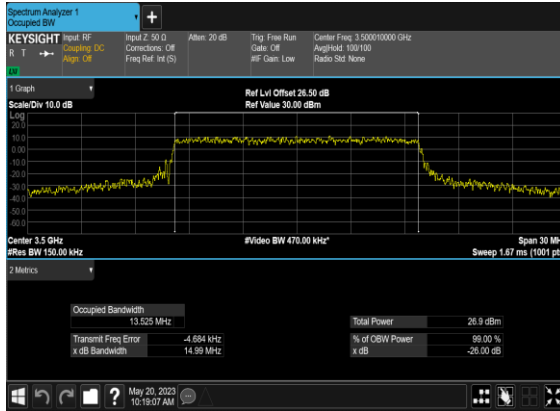 Spectrum Analyzer 1
Occupied BW
+
KEYSIGHT
R T
LU
Input: RF
Coupling: DC
Align: Off
Input Z: 50 Ω
Corrections: Off
Freq Ref: Int (S)
Atten: 20 dB
Trig: Free Run
Gate: Off
#IF Gain: Low
Center Freq: 3.500010000 GHz
Avg|Hold: 100/100
Radio Std: None
1 Graph
Scale/Div 10.0 dB
Ref Lvl Offset 26.50 dB
Ref Value 30.00 dBm
Log
20.0
10.0
0.00
-10.0
-20.0
-30.0
-40.0
-50.0
-60.0
Center 3.5 GHz
#Res BW 150.00 kHz
#Video BW 470.00 kHz*
Span 30 MH
Sweep 1.67 ms (1001 pt
2 Metrics
Occupied Bandwidth
13.525 MHz
Transmit Freq Error -4.684 kHz
x dB Bandwidth 14.99 MHz
Total Power 26.9 dBm
% of OBW Power 99.00 %
x dB -26.00 dB
?
May 20, 2023
10:19:07 AM